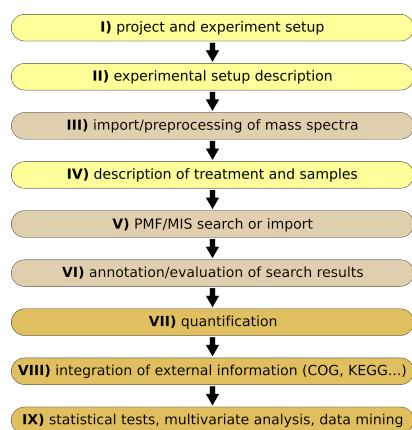 I) project and experiment setup
II) experimental setup description
III) import/preprocessing of mass spectra
IV) description of treatment and samples
V) PMF/MIS search or import
VI) annotation/evaluation of search results
VII) quantification
VIII) integration of external information (COG, KEGG...)
IX) statistical tests, multivariate analysis, data mining